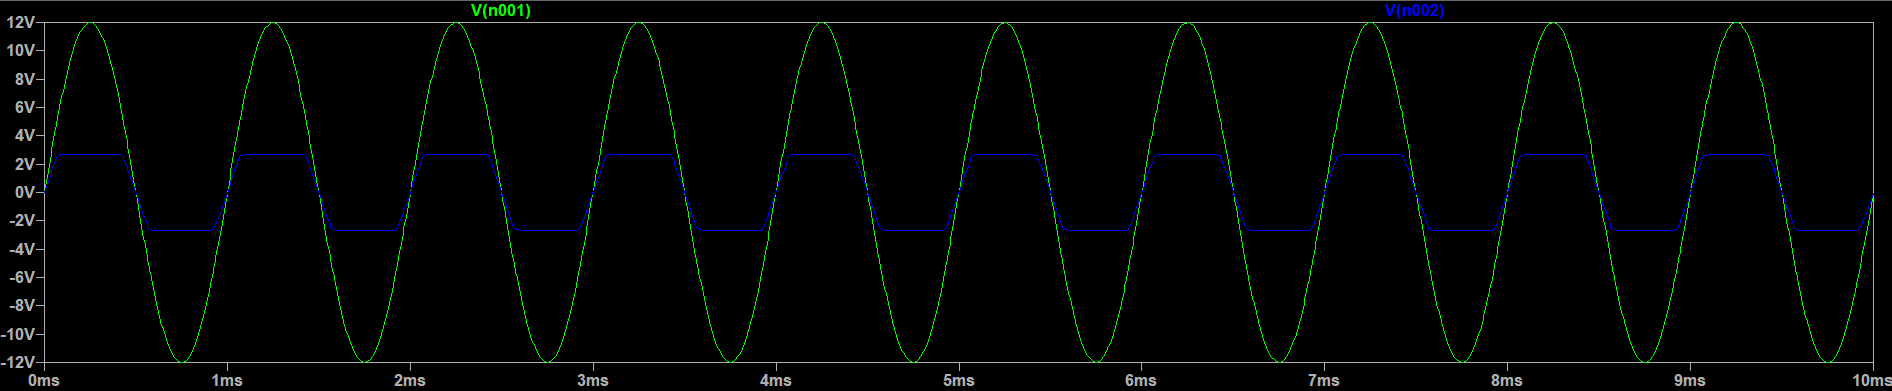 V(n001) V(n002)
12V
10V
8V
6V
4V
2V
0V
-2V
-4V
-6V
-8V
-10V
-12V
0ms 1ms 2ms 3ms 4ms 5ms 6ms 7ms 8ms 9ms 10ms